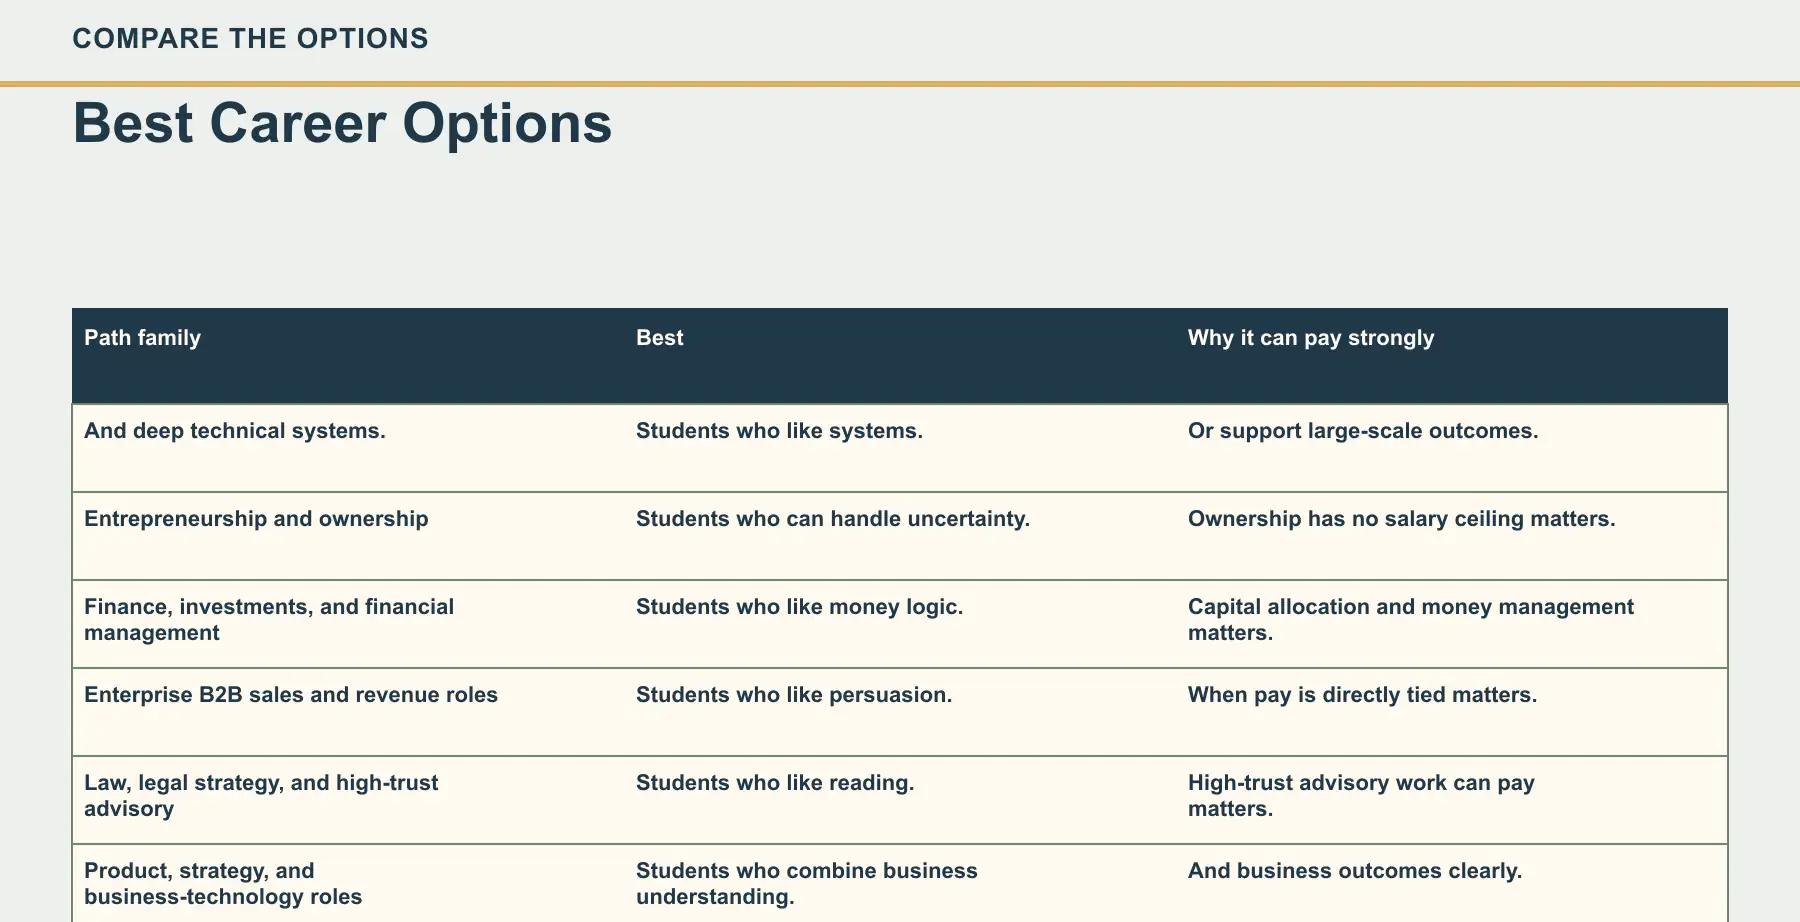 COMPARE THE OPTIONS
Best Career Options
Path family
Best
Why it can pay strongly
And deep technical systems.
Students who like systems.
Or support large-scale outcomes.
Entrepreneurship and ownership
Students who can handle uncertainty.
Ownership has no salary ceiling matters.
Finance, investments, and financial
management
Students who like money logic.
Capital allocation and money management
matters.
Enterprise B2B sales and revenue roles
Students who like persuasion.
When pay is directly tied matters.
Law, legal strategy, and high-trust
advisory
Students who like reading.
High-trust advisory work can pay
matters.
Product, strategy, and
business-technology roles
Students who combine business
understanding.
And business outcomes clearly.